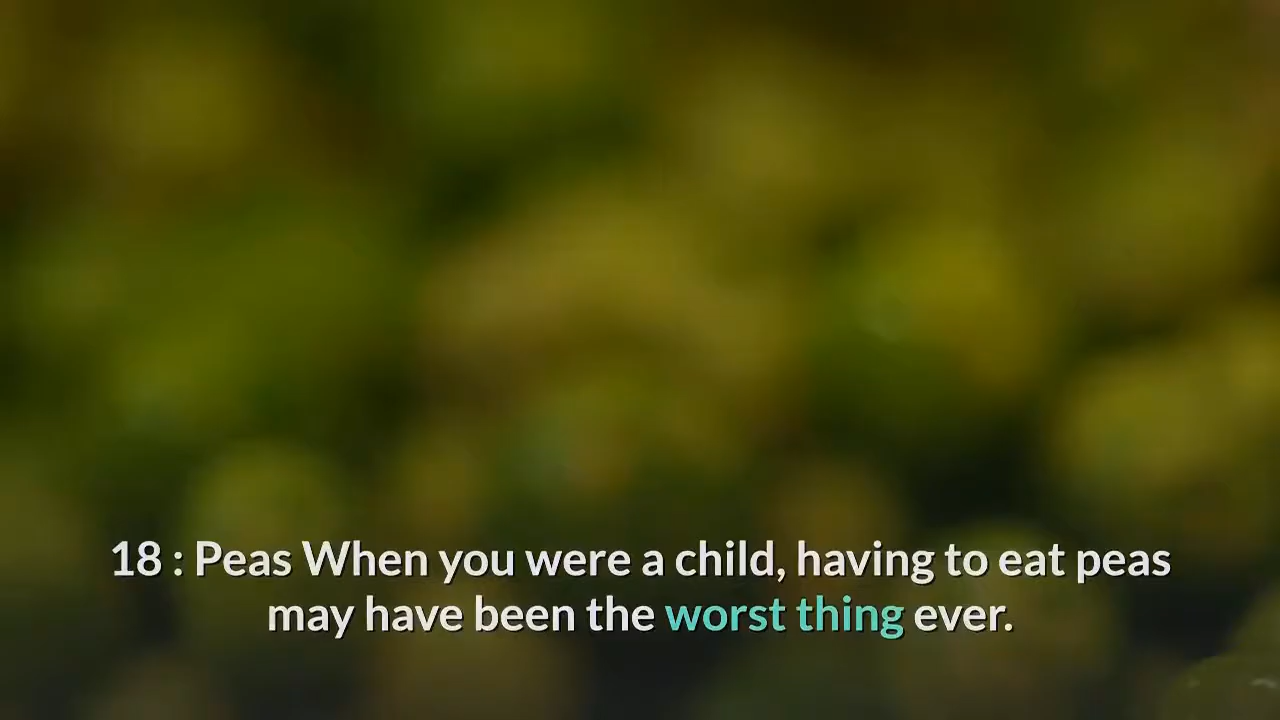 18 : Peas When you were a child, having to eat peas
may have been the worst thing ever.